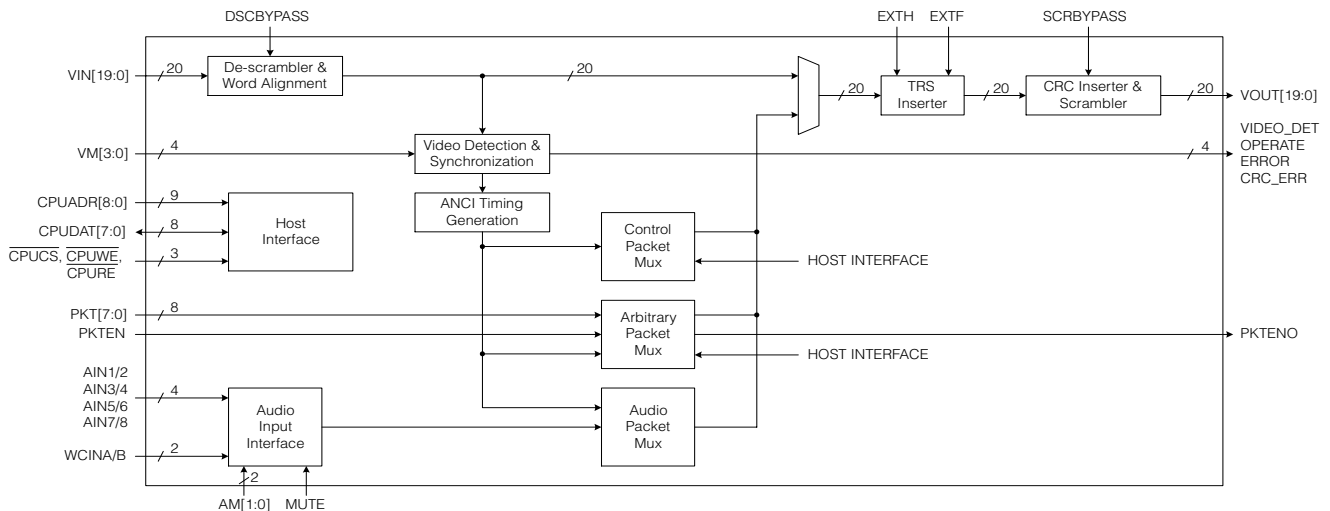 DSCBYPASS
EXTH
EXTF
SCRBYPASS
VIN[19:0]
20
De-scrambler &
Word Alignment
20
20
TRS
Inserter
20
CRC Inserter &
Scrambler
20
VOUT[19:0]
VM[3:0]
4
Video Detection &
Synchronization
4
VIDEO_DET
OPERATE
ERROR
CRC_ERR
CPUADR[8:0]
9
CPUDAT[7:0]
8
CPUCS, CPUWE,
CPURE
3
Host
Interface
ANCI Timing
Generation
Control
Packet
Mux
HOST INTERFACE
PKT[7:0]
8
PKTEN
Arbitrary
Packet
Mux
PKTENO
HOST INTERFACE
AIN1/2
AIN3/4
AIN5/6
AIN7/8
4
WCINA/B
2
Audio
Input
Interface
Audio
Packet
Mux
2
AM[1:0]
MUTE